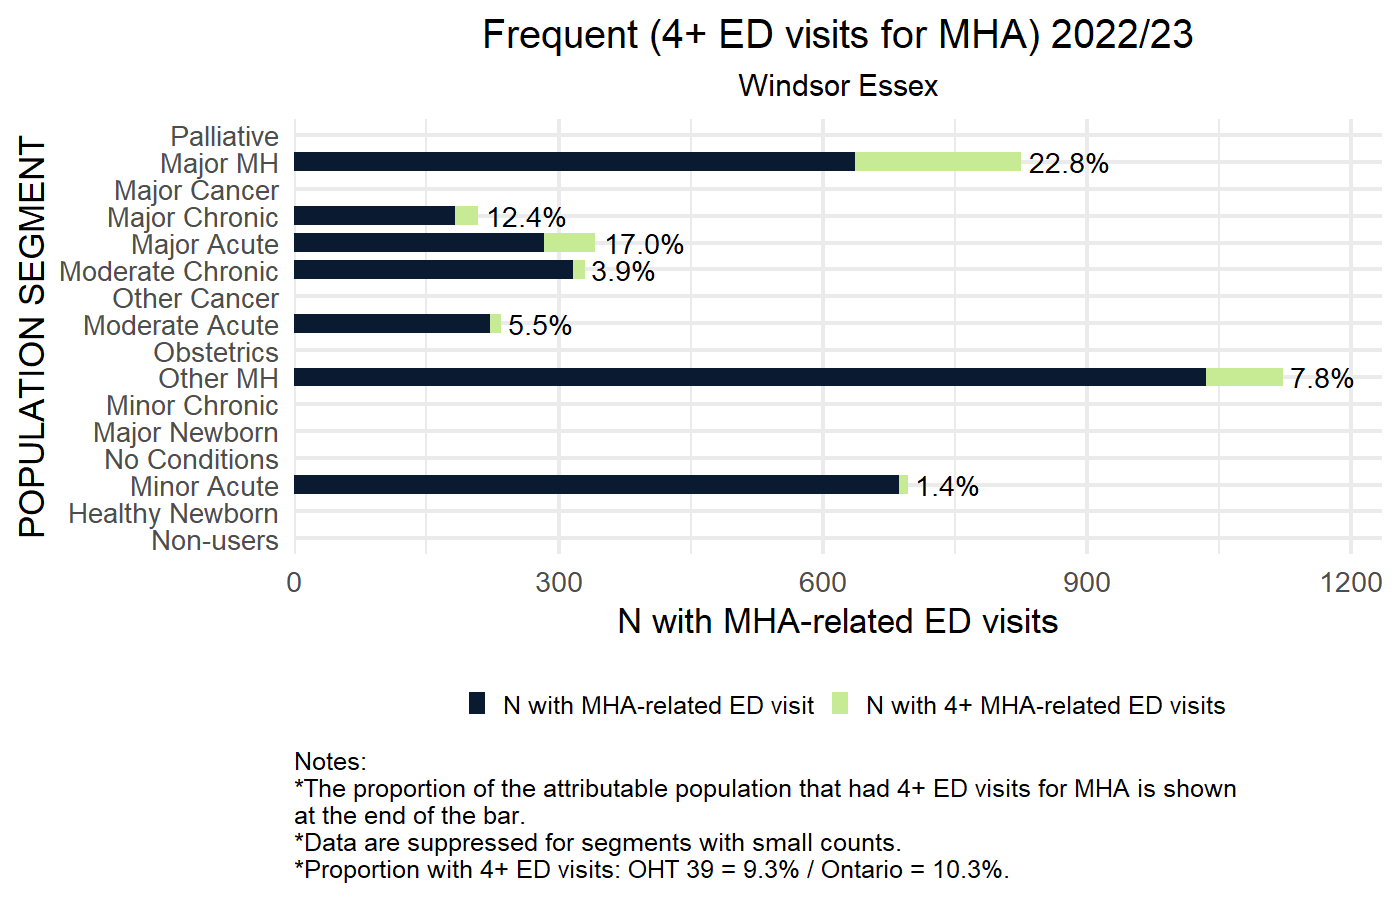 Frequent (4+ ED visits for MHA) 2022/23
Windsor Essex
POPULATION SEGMENT
Palliative
Major MH 22.8%
Major Cancer
Major Chronic 12.4%
Major Acute 17.0%
Moderate Chronic 3.9%
Other Cancer
Moderate Acute 5.5%
Obstetrics
Other MH 7.8%
Minor Chronic
Major Newborn
No Conditions
Minor Acute 1.4%
Healthy Newborn
Non-users
0 300 600 900 1200
N with MHA-related ED visits
N with MHA-related ED visit N with 4+ MHA-related ED visits
Notes:
*The proportion of the attributable population that had 4+ ED visits for MHA is shown
at the end of the bar.
*Data are suppressed for segments with small counts.
*Proportion with 4+ ED visits: OHT 39 = 9.3% / Ontario = 10.3%.